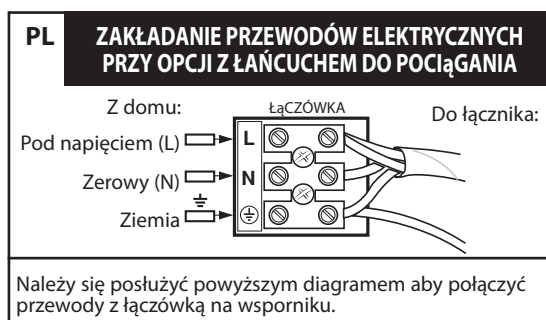 PL
ZAKŁADANIE PRZEWODÓW ELEKTRYCZNYCH
PRZY OPCJI Z ŁAŃCUCHEM DO POCIąGANIA
Z domu:
ŁąCZÓWKA
Do łącznika:
Pod napięciem (L)
L
Zerowy (N)
N
Ziemia
Należy się posłużyć powyższym diagramem aby połączyć
przewody z łączówką na wsporniku.